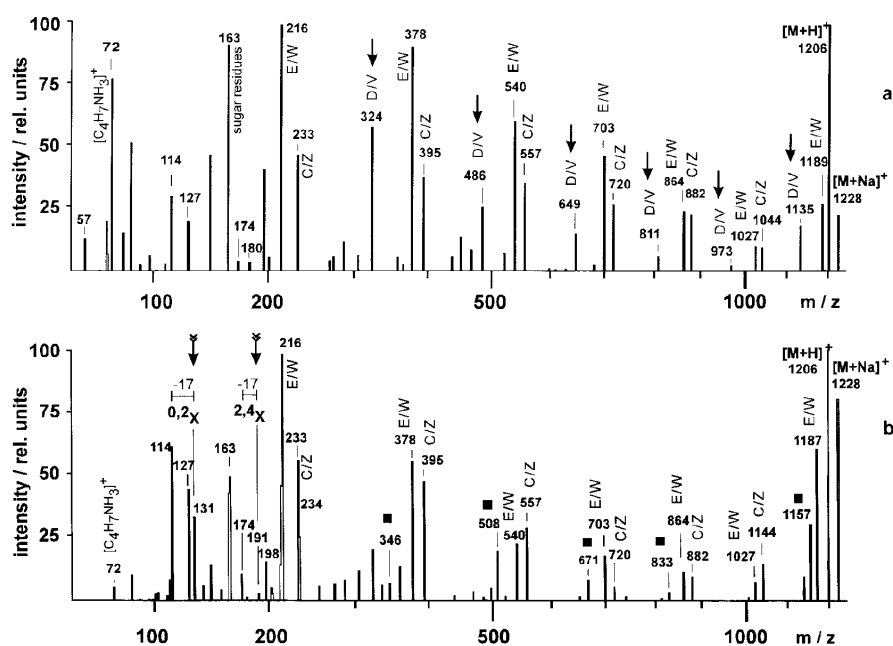 100
75
50
25
intensity / rel. units
57
72
[C4H7NH3]+
114
127
163
sugar residues
174
180
216
E/W
233
C/Z
D/V
324
378
E/W
C/Z
395
D/V
486
E/W
540
C/Z
557
D/V
649
E/W
703
C/Z
720
D/V
811
E/W
864
C/Z
882
D/V
973
E/W
1027
C/Z
1044
D/V
1135
E/W
1189
[M+H]+
1206
[M+Na]+
1228
a
100
200
500
1000
m / z
100
75
50
25
intensity / rel. units
[C4H7NH3]+
72
114
-17
0,2X
127
131
163
174
-17
2,4X
191
198
216
E/W
233
C/Z
234
346
E/W
378
C/Z
395
508
E/W
540
C/Z
557
671
E/W
703
C/Z
720
833
E/W
864
C/Z
882
E/W
1027
C/Z
1144
1157
E/W
1187
[M+H]+
1206
[M+Na]+
1228
b
100
500
1000
m / z